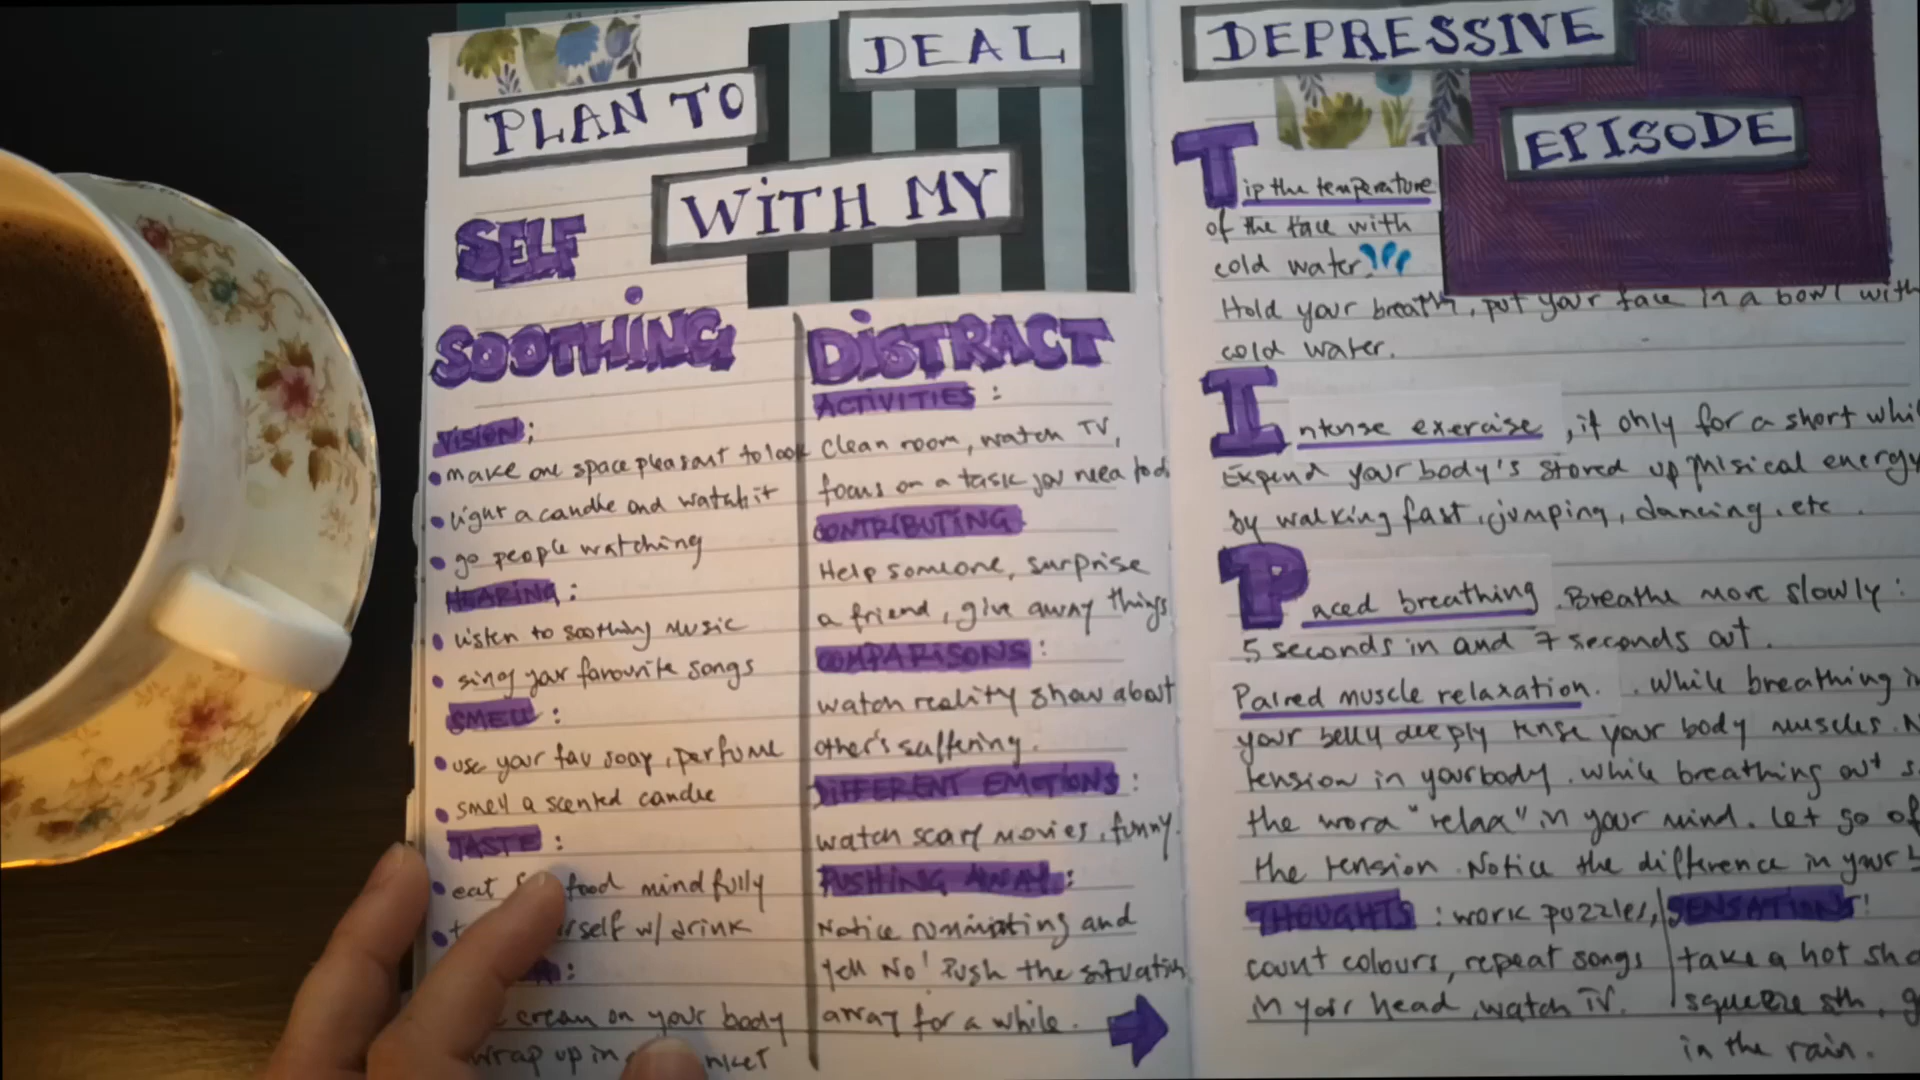 PLAN TO
DEAL
WITH MY
DEPRESSIVE
EPISODE
SELF
SOOTHING
VISION:
• make one space pleasant to look
• light a candle and watch it
• go people watching
HEARING:
• listen to soothing music
• sing your favourite songs
SMELL:
• use your fav soap, perfume
• smell a scented candle
TASTE:
• eat food mindfully
w/ drink
:
cream on your body
wrap up in
DISTRACT
ACTIVITIES:
Clean room, watch TV,
focus on a task you need to do
CONTRIBUTING.
Help someone, surprise
a friend, give away things
COMPARISONS:
watch reality show about
other's suffering.
DIFFERENT EMOTIONS:
watch scary movies, funny.
PUSHING AWAY:
Notice ruminating and
yell NO! Push the situation
away for a while.
Tip the temperature
of the face with
cold water.
Hold your breath, put your face in a bowl with
cold water.
Intense exercise, if only for a short
Expend your body's stored up phisical energy
by walking fast, jumping, dancing, etc.
Paced breathing. Breathe more slowly:
5 seconds in and 7 seconds out.
Paired muscle relaxation. While breathing
your belly deeply tense your body muscles.
tension in your body. While breathing out
the word "relax" in your mind. Let go of
the tension. Notice the difference in your
THOUGHTS: work puzzles,
count colours, repeat songs
in your head, watch TV.
SENSATIONS:
take a hot
squeeze sth,
in the rain.